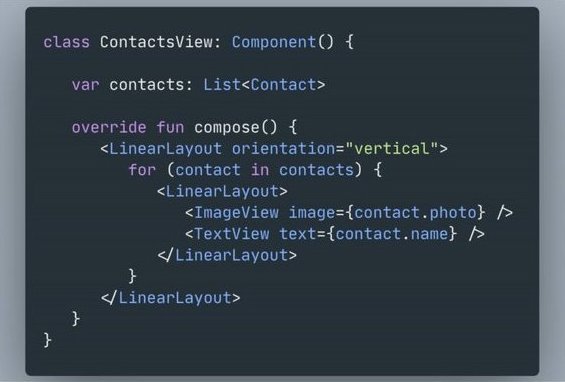 class ContactsView: Component() {
var contacts: List<Contact>
override fun compose() {
<LinearLayout orientation="vertical">
for (contact in contacts) {
<LinearLayout>
<ImageView image={contact.photo} />
<TextView text={contact.name} />
</LinearLayout>
}
</LinearLayout>
}
}